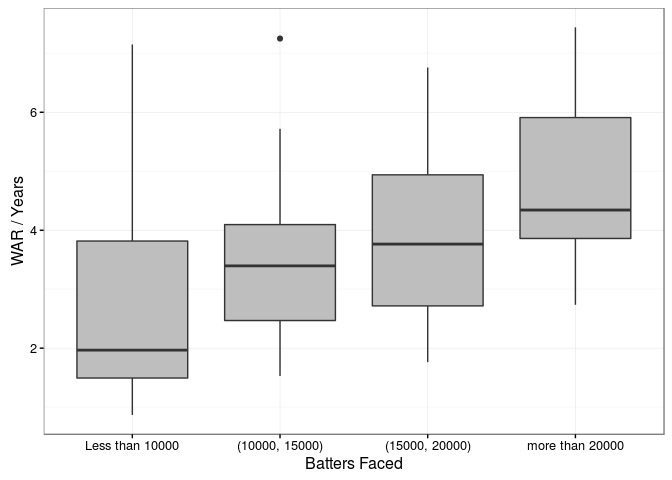 WAR / Years
6
4
2
Less than 10000
(10000, 15000)
(15000, 20000)
more than 20000
Batters Faced